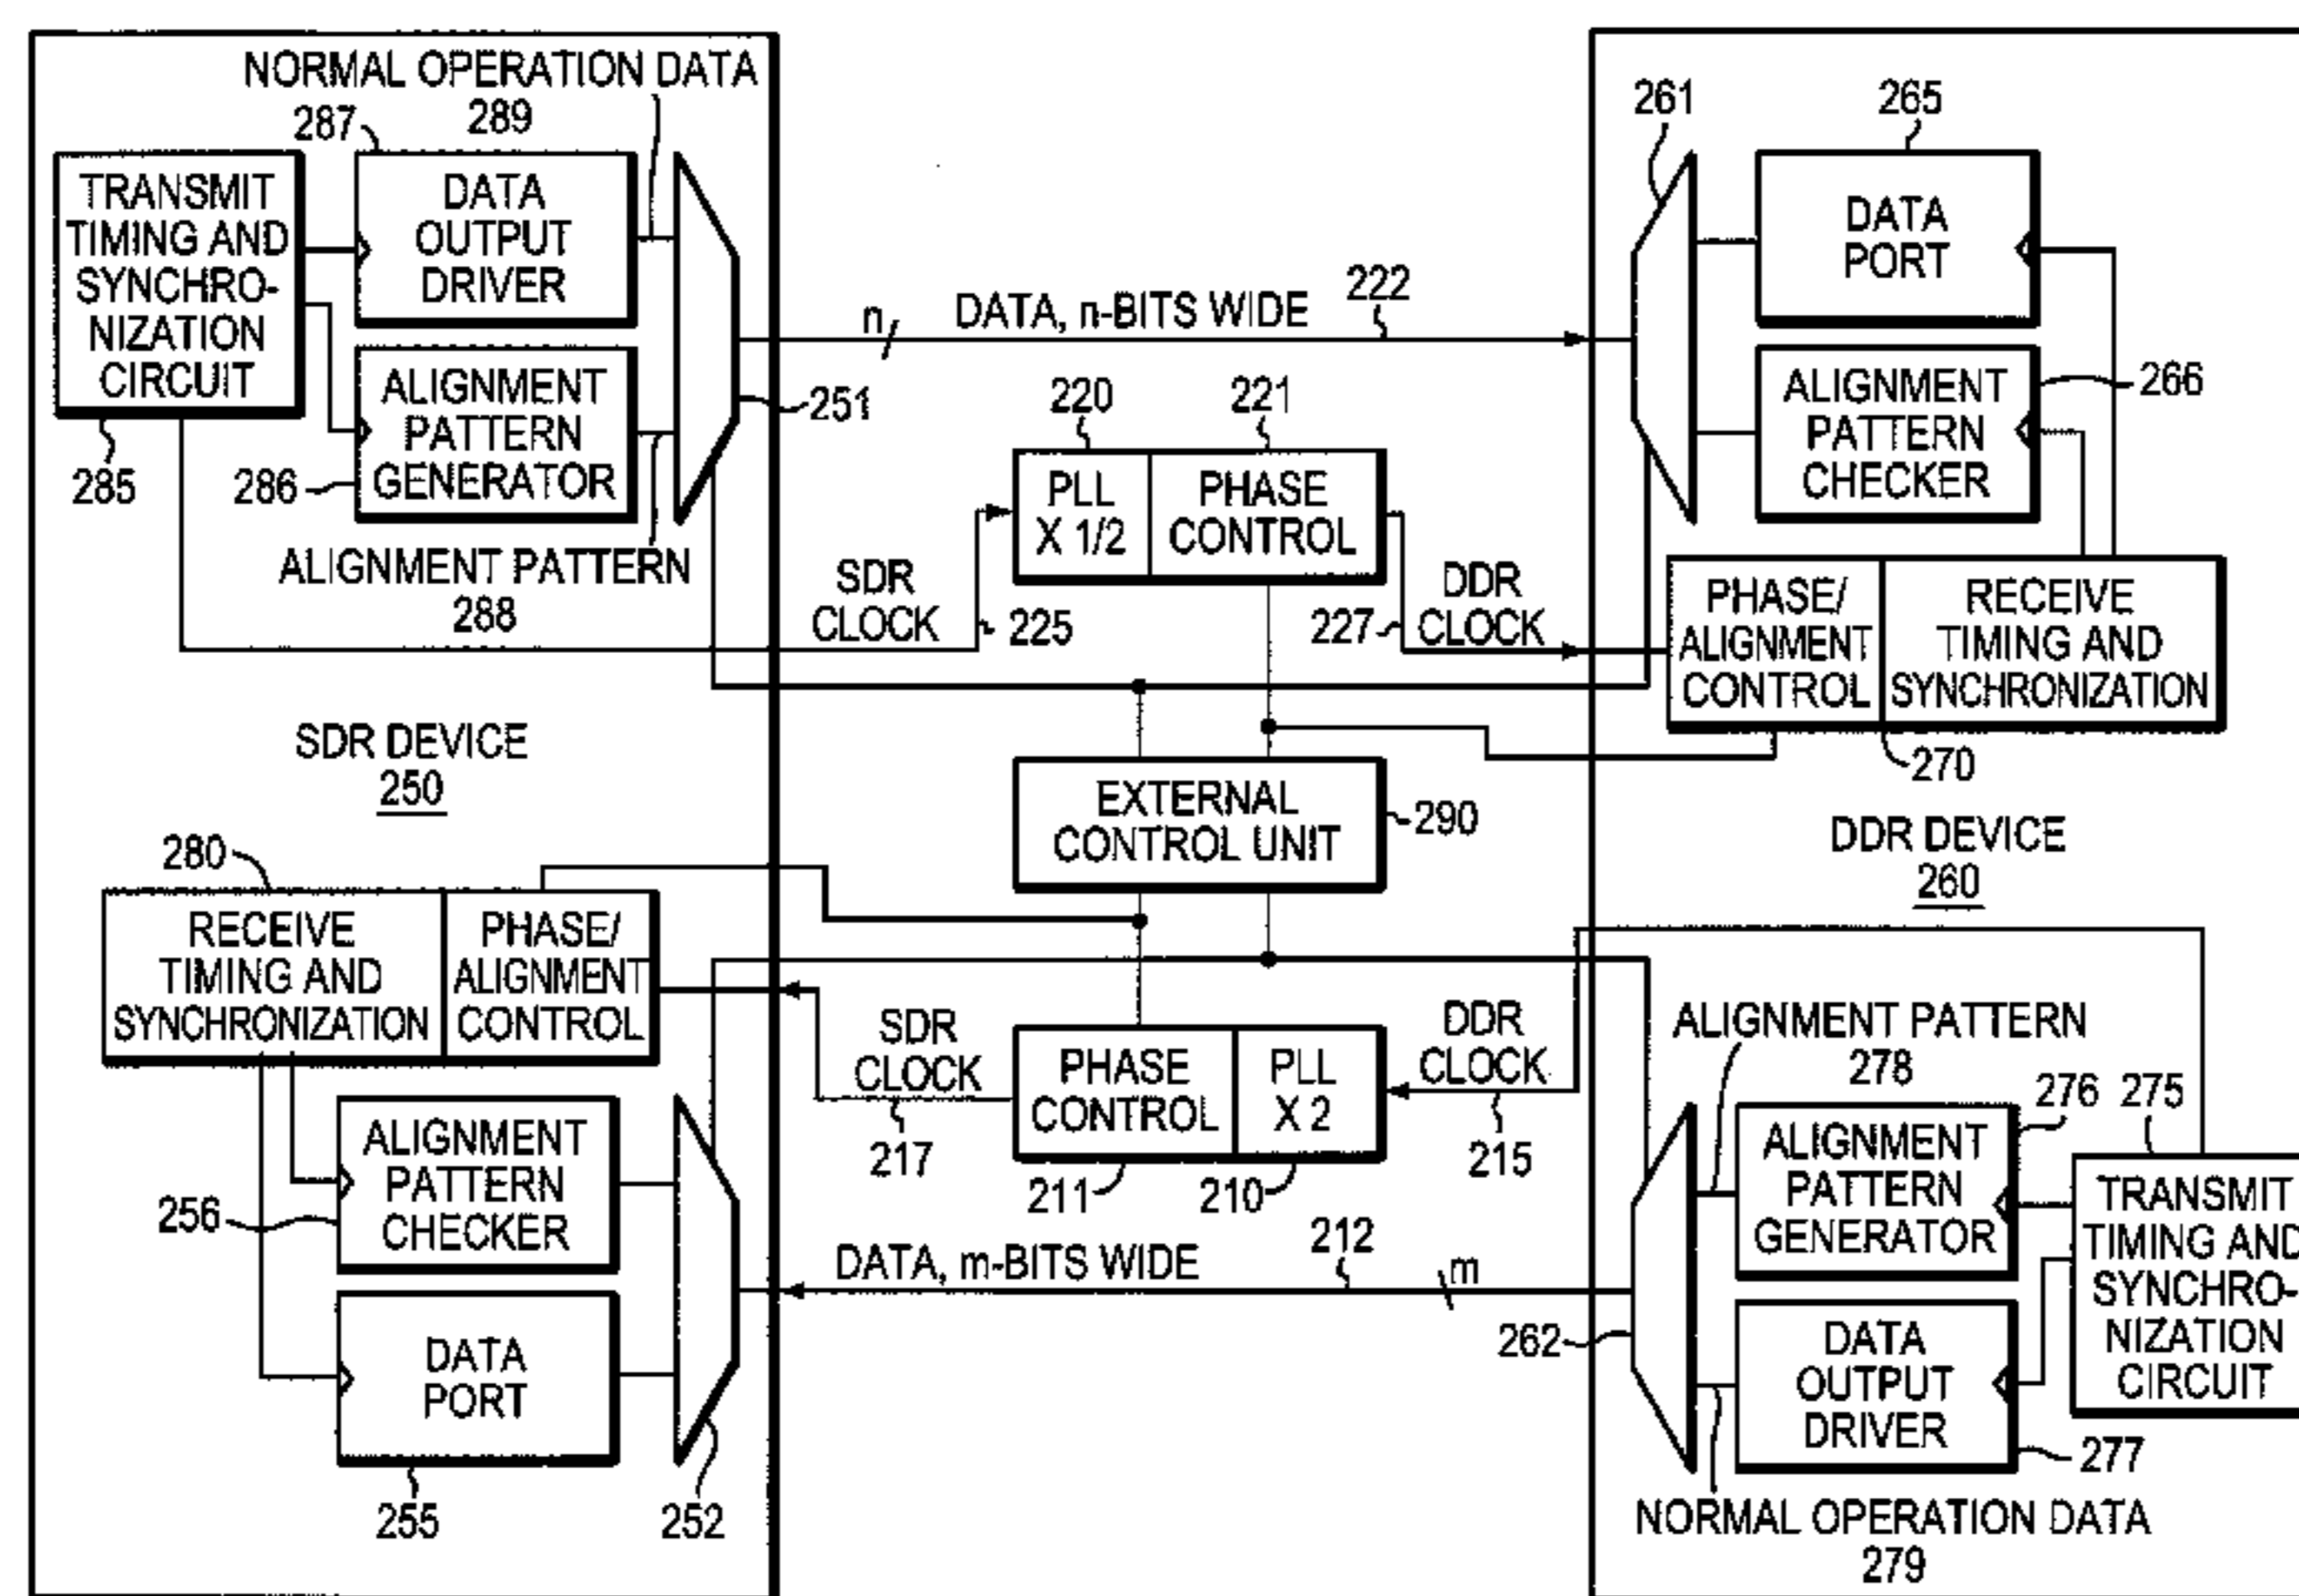 NORMAL OPERATION DATA
289
287
TRANSMIT
TIMING AND
SYNCHRO-
NIZATION
CIRCUIT
285
DATA
OUTPUT
DRIVER
ALIGNMENT
PATTERN
GENERATOR
286
ALIGNMENT PATTERN
288
251
n
DATA, n-BITS WIDE
222
261
265
DATA
PORT
ALIGNMENT
PATTERN
CHECKER
266
220
221
PLL
X 1/2
PHASE
CONTROL
SDR
CLOCK
225
227
DDR
CLOCK
PHASE/
ALIGNMENT
CONTROL
RECEIVE
TIMING AND
SYNCHRONIZATION
270
SDR DEVICE
250
EXTERNAL
CONTROL UNIT
290
DDR DEVICE
260
280
RECEIVE
TIMING AND
SYNCHRONIZATION
PHASE/
ALIGNMENT
CONTROL
SDR
CLOCK
217
PHASE
CONTROL
PLL
X 2
211
210
DDR
CLOCK
215
ALIGNMENT PATTERN
278
276
275
ALIGNMENT
PATTERN
CHECKER
256
DATA
PORT
255
252
DATA, m-BITS WIDE
212
m
262
ALIGNMENT
PATTERN
GENERATOR
TRANSMIT
TIMING AND
SYNCHRO-
NIZATION
CIRCUIT
DATA
OUTPUT
DRIVER
277
NORMAL OPERATION DATA
279